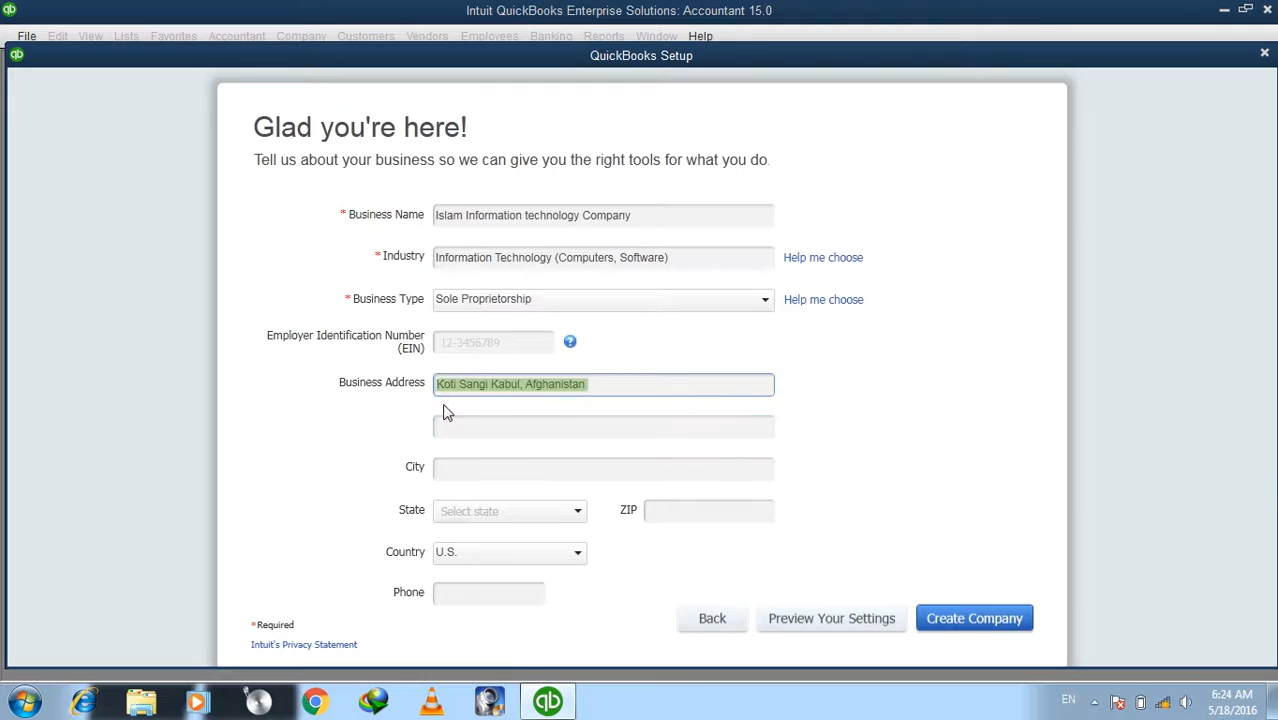 Intuit QuickBooks Enterprise Solutions: Accountant 15.0
File Edit View Lists Favorites Accountant Company Customers Vendors Employees Banking Reports Window Help
QuickBooks Setup
Glad you're here!
Tell us about your business so we can give you the right tools for what you do.
* Business Name Islam Information technology Company
* Industry Information Technology (Computers, Software) Help me choose
* Business Type Sole Proprietorship Help me choose
Employer Identification Number
(EIN) 12-3456789 ?
Business Address Koti Sangi Kabul, Afghanistan
City
State Select state ZIP
Country U.S.
Phone
Back Preview Your Settings Create Company
*Required
Intuit's Privacy Statement
EN 6:24 AM
5/18/2016